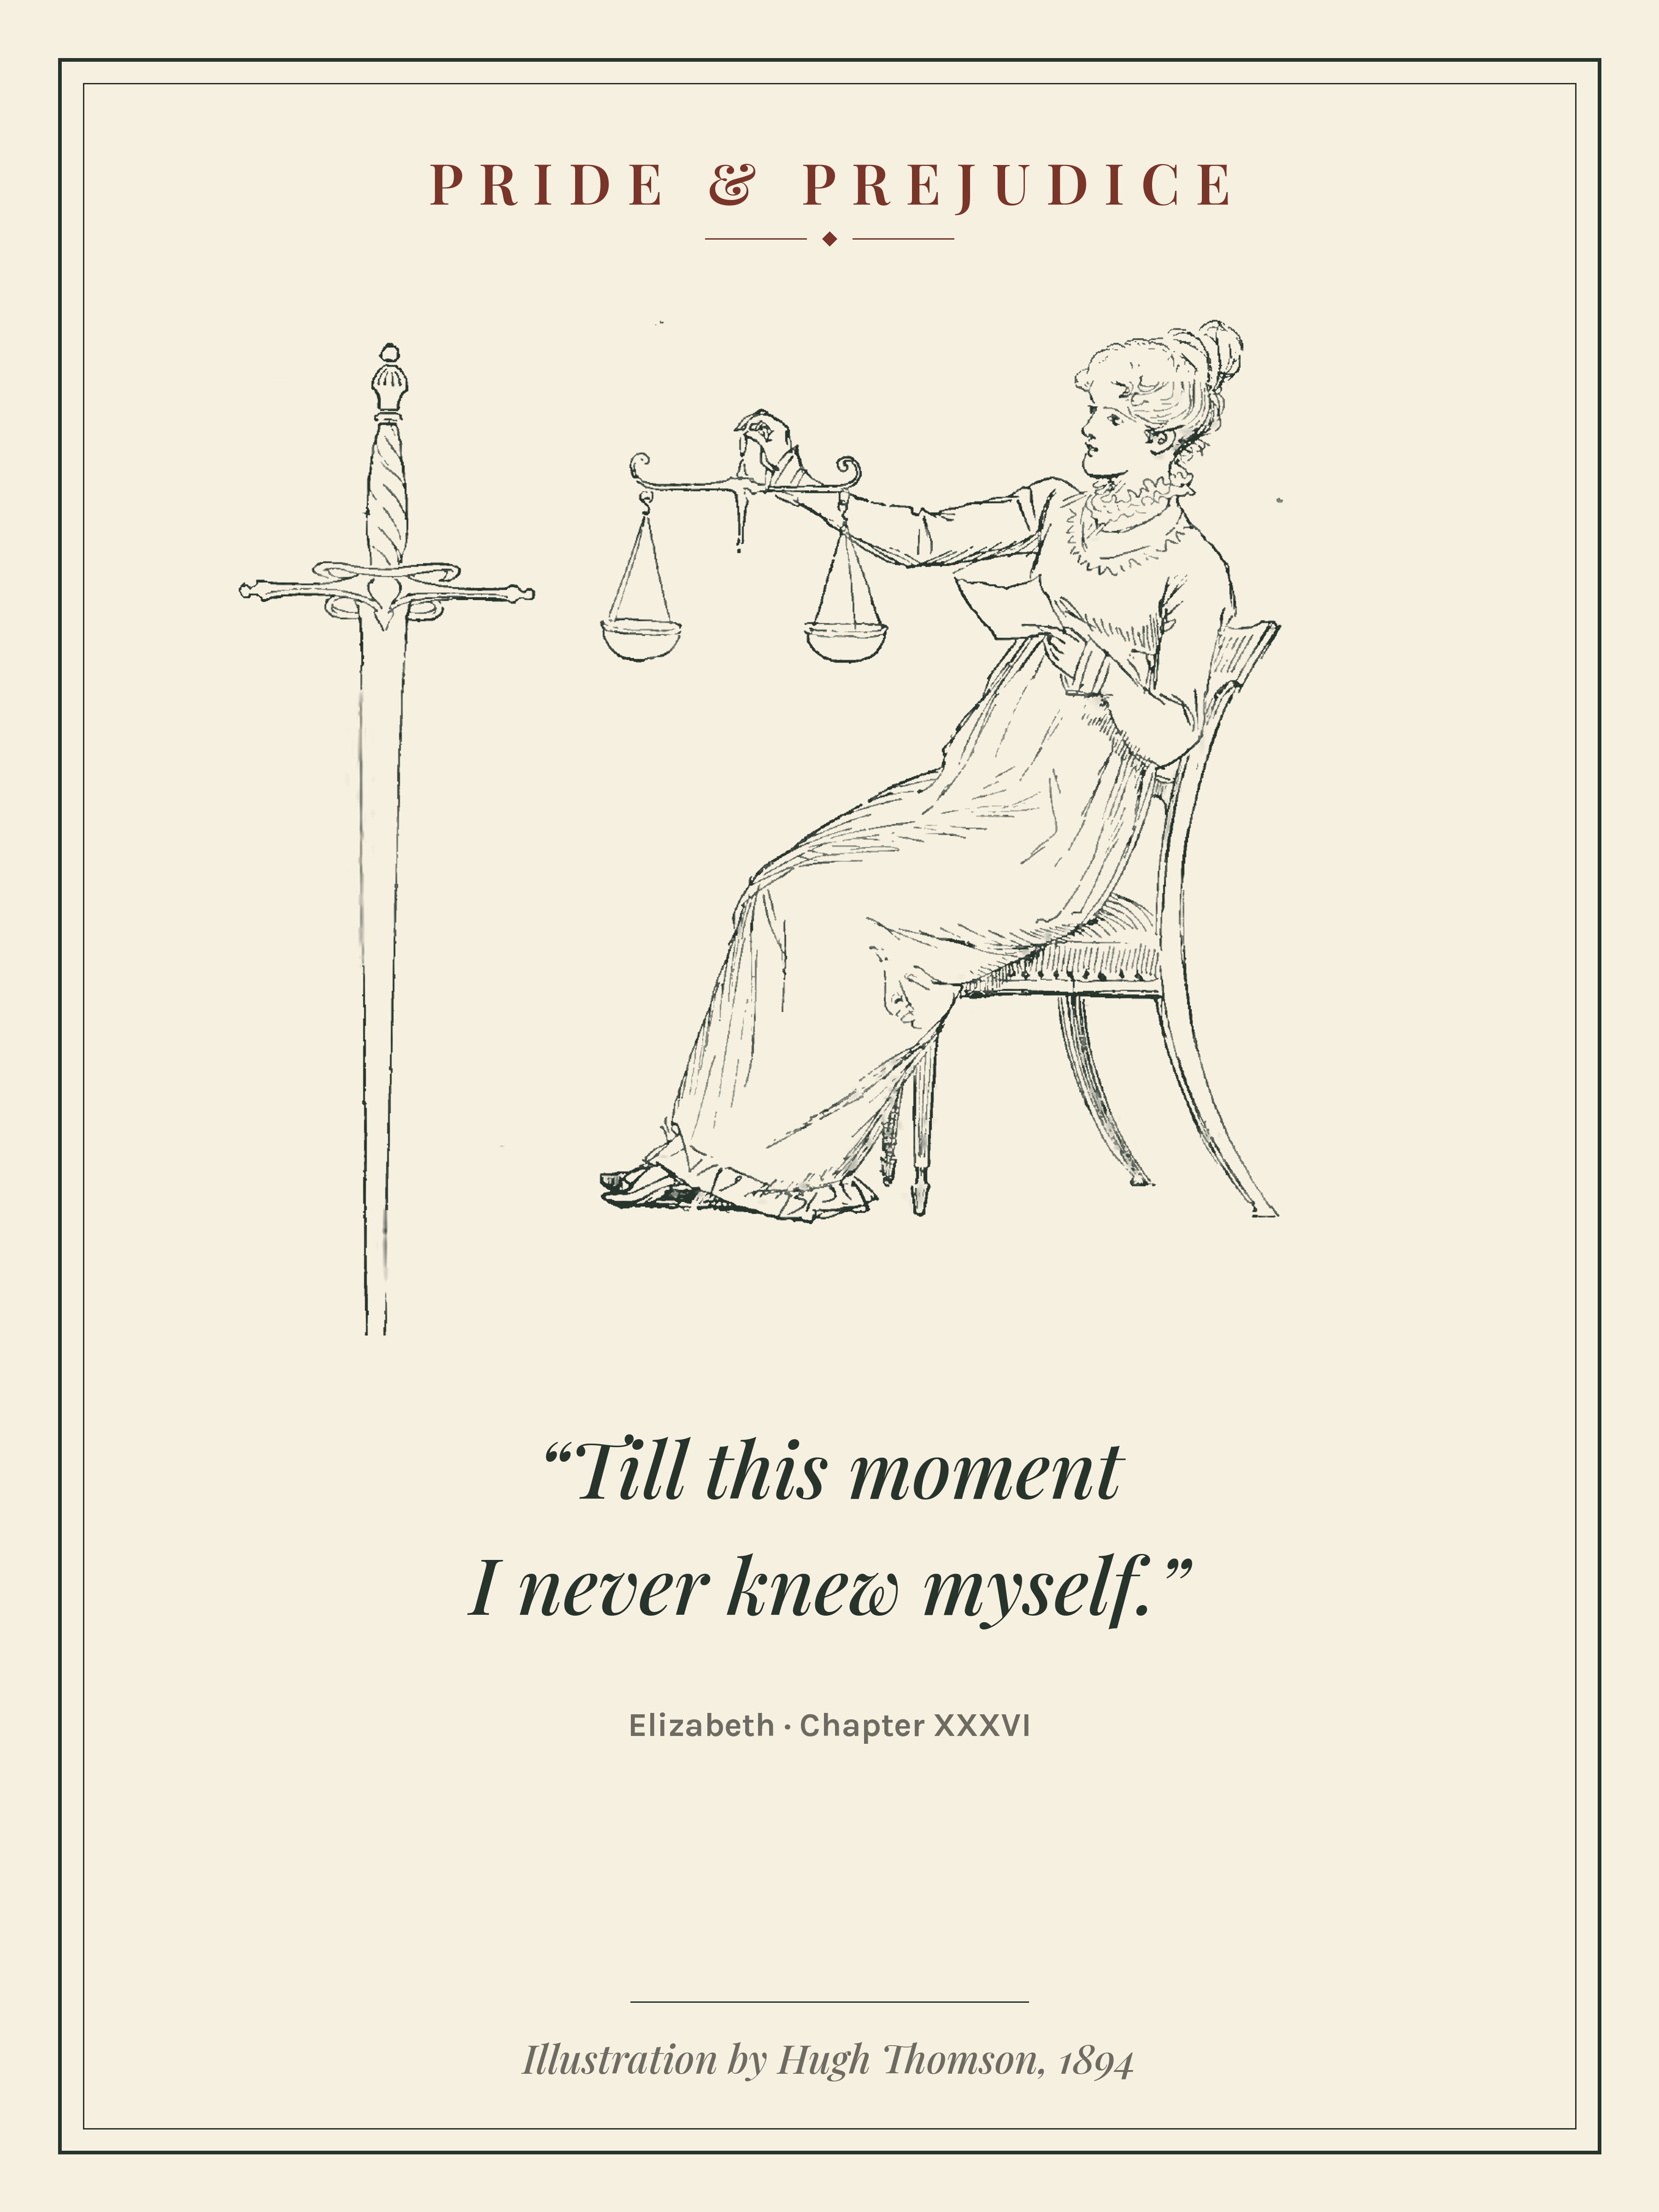 PRIDE & PREJUDICE
“Till this moment
I never knew myself.”
Elizabeth · Chapter XXXVI
Illustration by Hugh Thomson, 1894